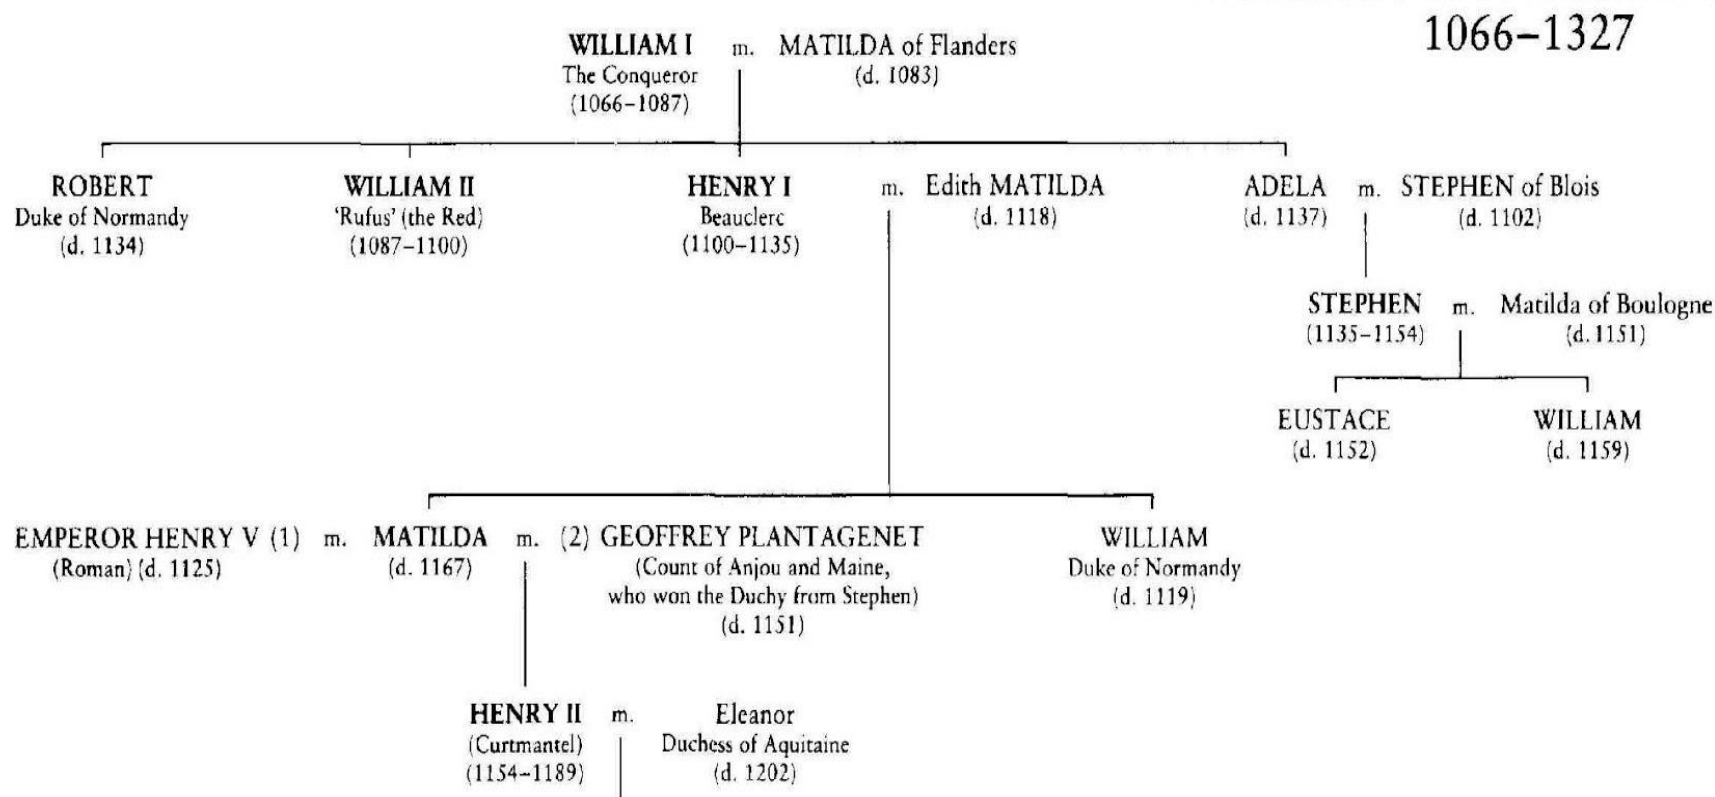 1066–1327
WILLIAM I m. MATILDA of Flanders
The Conqueror (d. 1083)
(1066–1087)
ROBERT WILLIAM II HENRY I m. Edith MATILDA ADELA m. STEPHEN of Blois
Duke of Normandy 'Rufus' (the Red) Beauclerc (d. 1118) (d. 1137) (d. 1102)
(d. 1134) (1087–1100) (1100–1135)
STEPHEN m. Matilda of Boulogne
(1135–1154) (d. 1151)
EUSTACE WILLIAM
(d. 1152) (d. 1159)
EMPEROR HENRY V (1) m. MATILDA m. (2) GEOFFREY PLANTAGENET WILLIAM
(Roman) (d. 1125) (d. 1167) (Count of Anjou and Maine, Duke of Normandy
who won the Duchy from Stephen) (d. 1119)
(d. 1151)
HENRY II m. Eleanor
(Curtmantel) Duchess of Aquitaine
(1154–1189) (d. 1202)